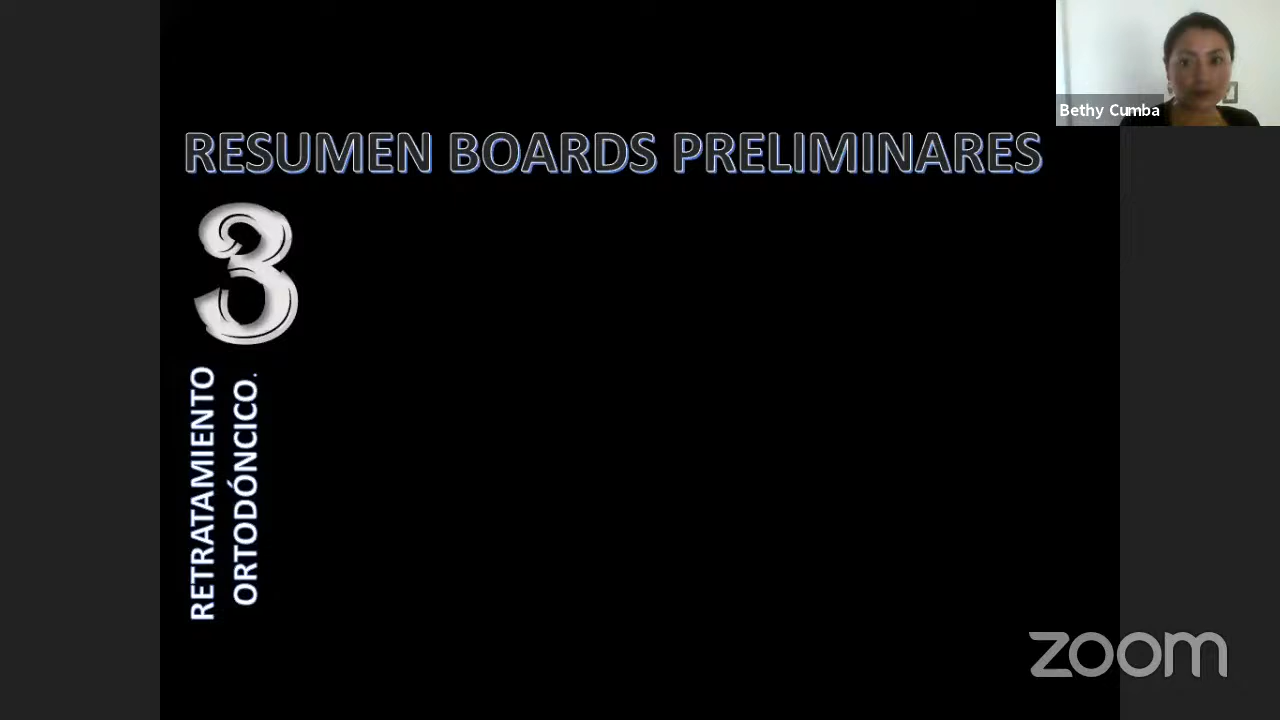 Bethy Cumba
RESUMEN BOARDS PRELIMINARES
3
RETRATAMIENTO
ORTODÓNCICO.
zoom